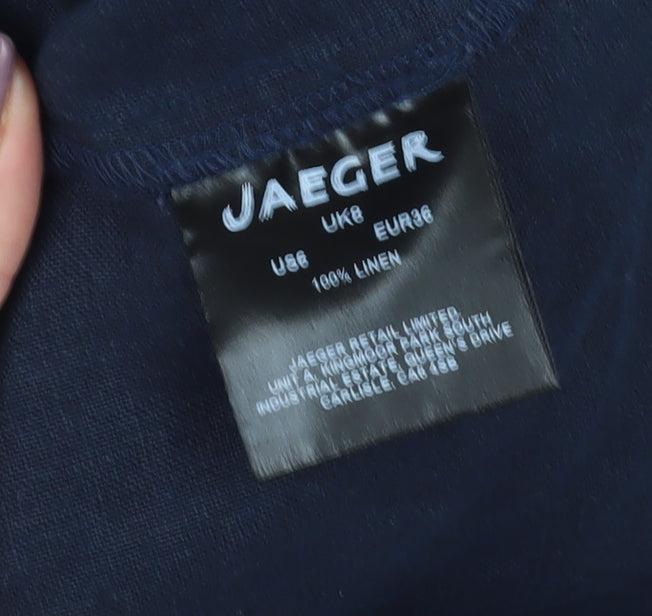 JAEGER
UK8
US6 EUR36
100% LINEN
JAEGER RETAIL LIMITED,
UNIT A, KINGMOOR PARK SOUTH
INDUSTRIAL ESTATE, QUEEN'S DRIVE
CARLISLE, CA6 4SB